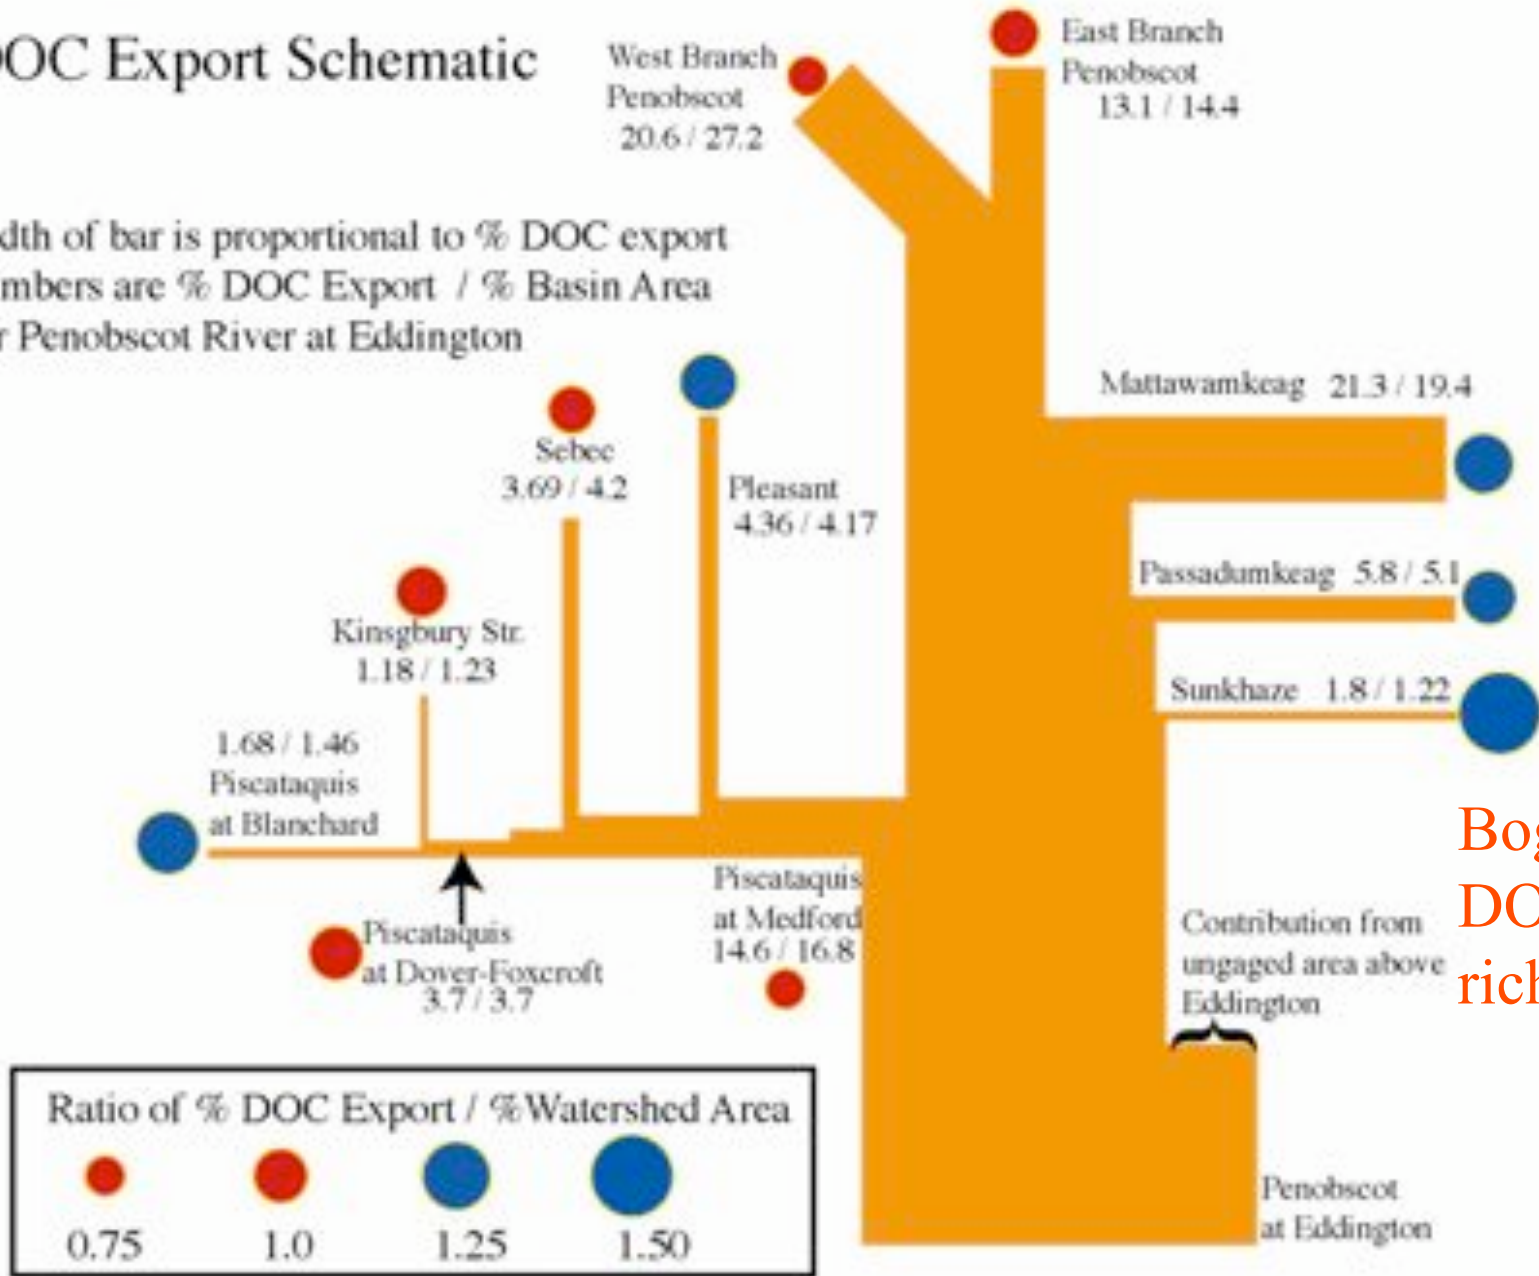 OC Export Schematic
dth of bar is proportional to % DOC export
mbers are % DOC Export / % Basin Area
r Penobscot River at Eddington
West Branch
Penobscot
20.6 / 27.2
East Branch
Penobscot
13.1 / 14.4
Mattawamkeag 21.3 / 19.4
Passadumkeag 5.8 / 5.1
Sunkhaze 1.8 / 1.22
Sebec
3.69 / 4.2
Pleasant
4.36 / 4.17
Kinsgbury Str.
1.18 / 1.23
1.68 / 1.46
Piscataquis
at Blanchard
Piscataquis
at Dover-Foxcroft
3.7 / 3.7
Piscataquis
at Medford
14.6 / 16.8
Bog
DO
rich
Contribution from
ungaged area above
Eddington
Penobscot
at Eddington
Ratio of % DOC Export / %Watershed Area
0.75 1.0 1.25 1.50